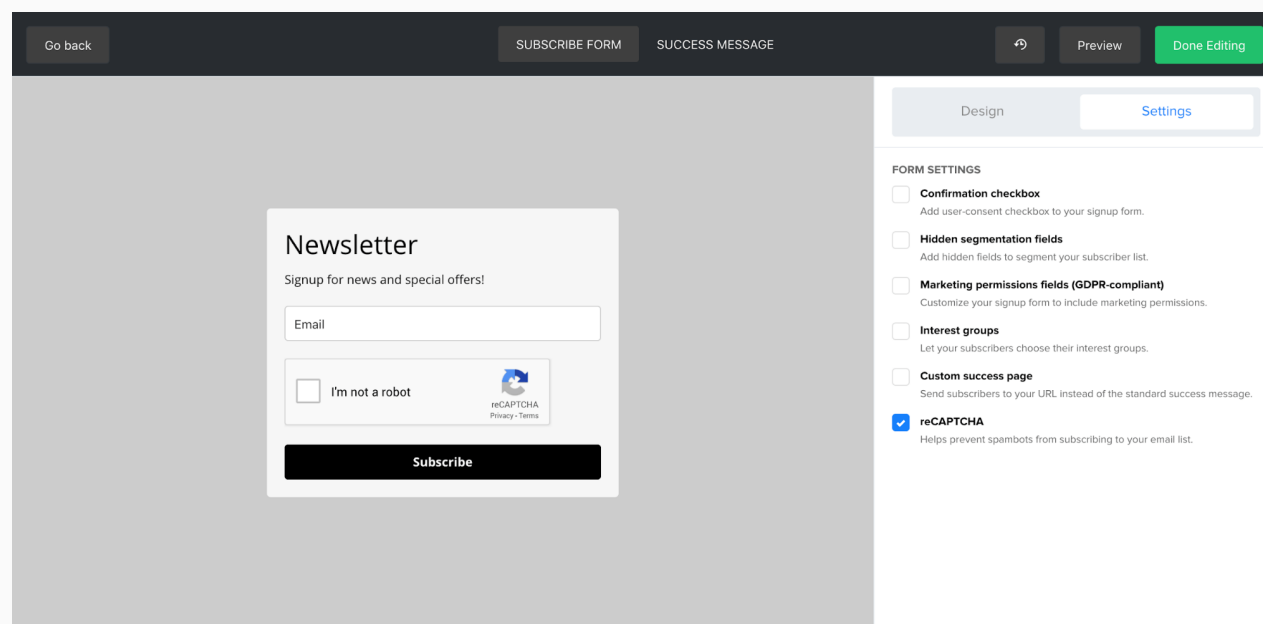 Go back
SUBSCRIBE FORM
SUCCESS MESSAGE
Preview
Done Editing
Design
Settings
FORM SETTINGS
Confirmation checkbox
Add user-consent checkbox to your signup form.
Hidden segmentation fields
Add hidden fields to segment your subscriber list.
Marketing permissions fields (GDPR-compliant)
Customize your signup form to include marketing permissions.
Interest groups
Let your subscribers choose their interest groups.
Custom success page
Send subscribers to your URL instead of the standard success message.
reCAPTCHA
Helps prevent spambots from subscribing to your email list.
Newsletter
Signup for news and special offers!
Email
I'm not a robot
reCAPTCHA
Privacy - Terms
Subscribe